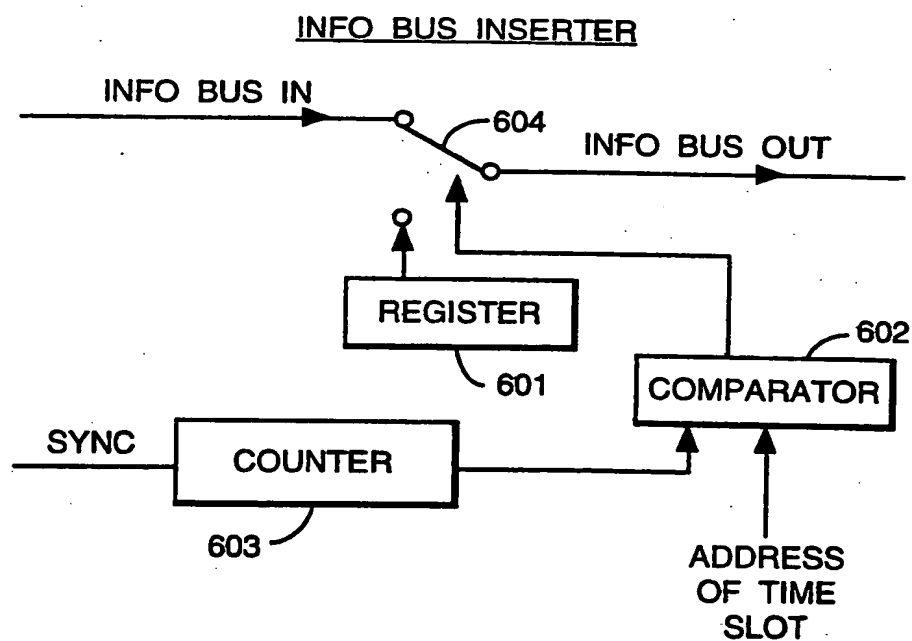 INFO BUS INSERTER
INFO BUS IN
604
INFO BUS OUT
REGISTER
601
602
COMPARATOR
SYNC
COUNTER
603
ADDRESS
OF TIME
SLOT